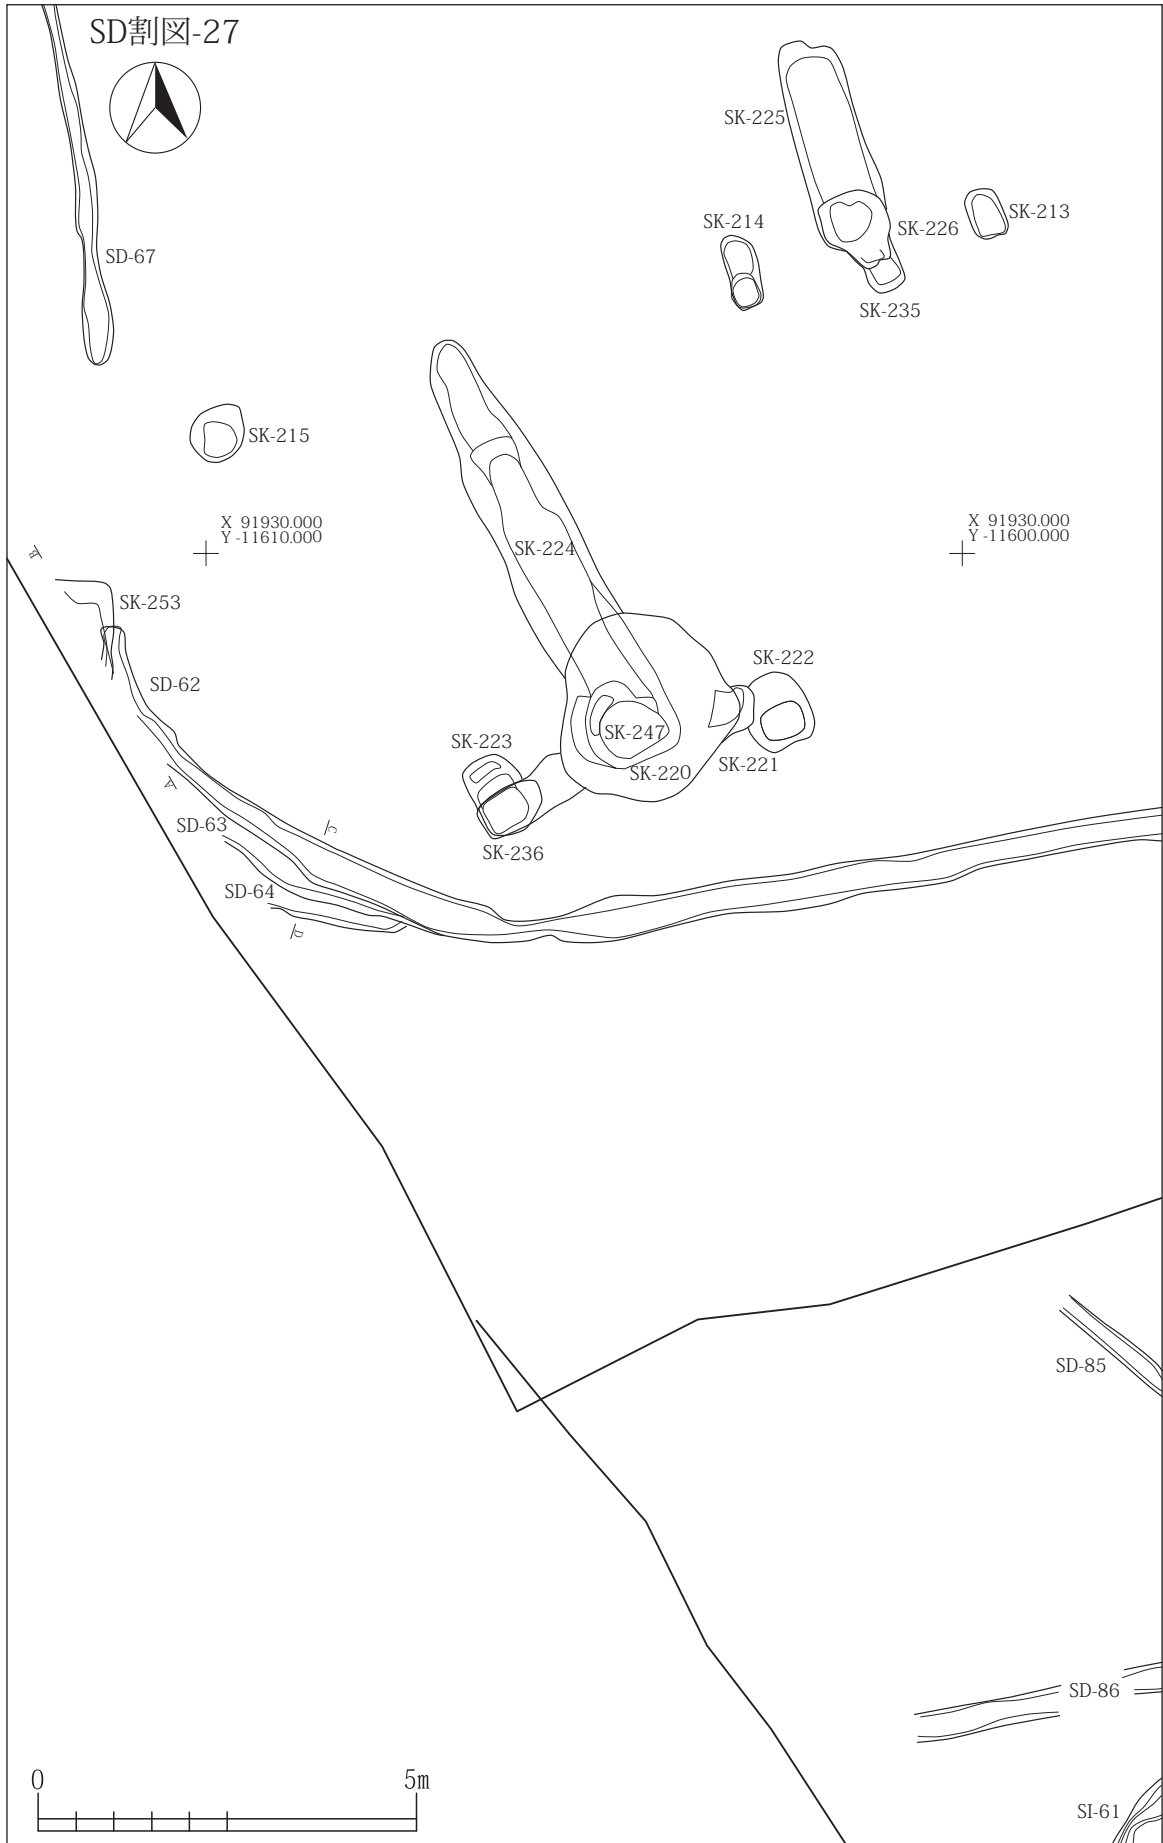 SD割図-27
SK-225
SK-213
SK-214
SK-226
SD-67
SK-235
SK-215
X 91930.000
Y -11610.000
X 91930.000
Y -11600.000
SK-224
B
SK-253
SK-222
SD-62
SK-247
SK-223
SK-221
SK-220
A
SD-63
C
SK-236
SD-64
D
SD-85
SD-86
0
5m
SI-61